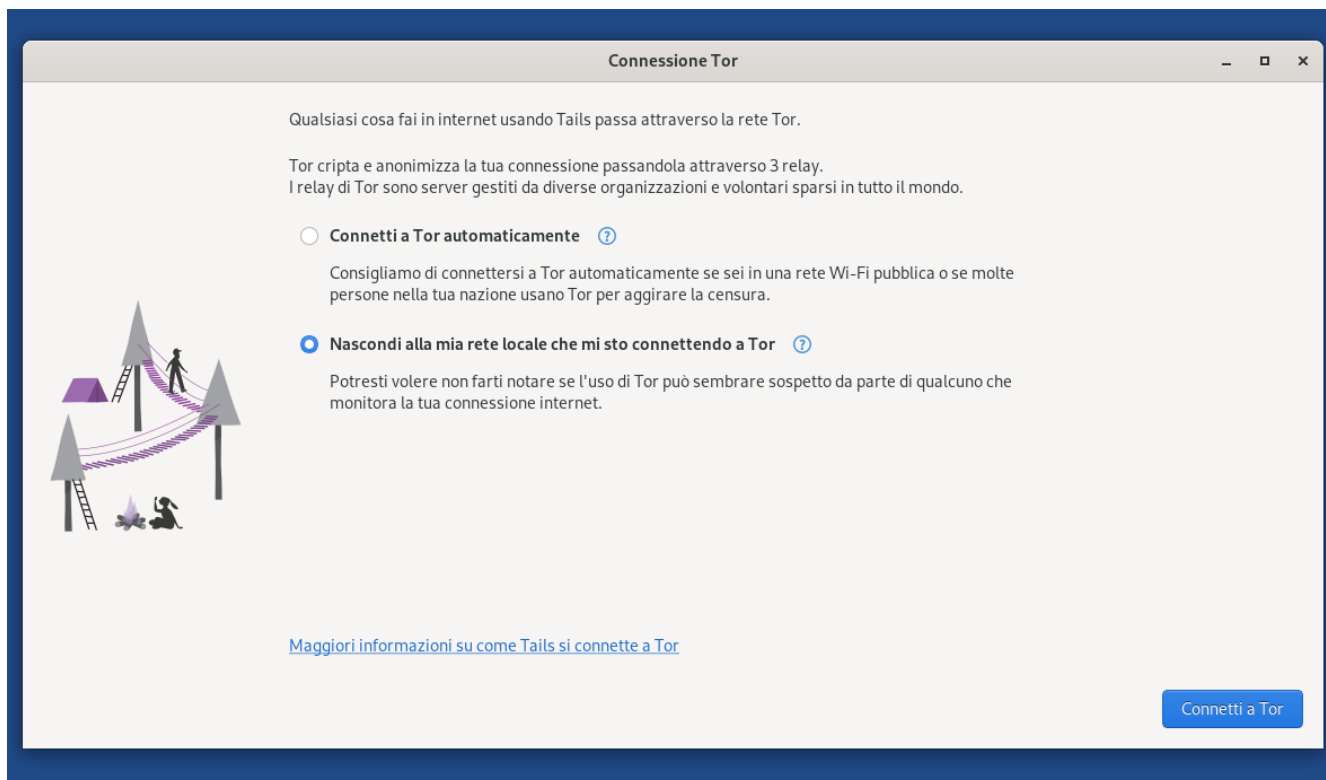 Connessione Tor
Qualsiasi cosa fai in internet usando Tails passa attraverso la rete Tor.
Tor cripta e anonimizza la tua connessione passandola attraverso 3 relay.
I relay di Tor sono server gestiti da diverse organizzazioni e volontari sparsi in tutto il mondo.
Connetti a Tor automaticamente ?
Consigliamo di connettersi a Tor automaticamente se sei in una rete Wi-Fi pubblica o se molte
persone nella tua nazione usano Tor per aggirare la censura.
Nascondi alla mia rete locale che mi sto connettendo a Tor ?
Potresti volere non farti notare se l'uso di Tor può sembrare sospetto da parte di qualcuno che
monitora la tua connessione internet.
Maggiori informazioni su come Tails si connette a Tor
Connetti a Tor